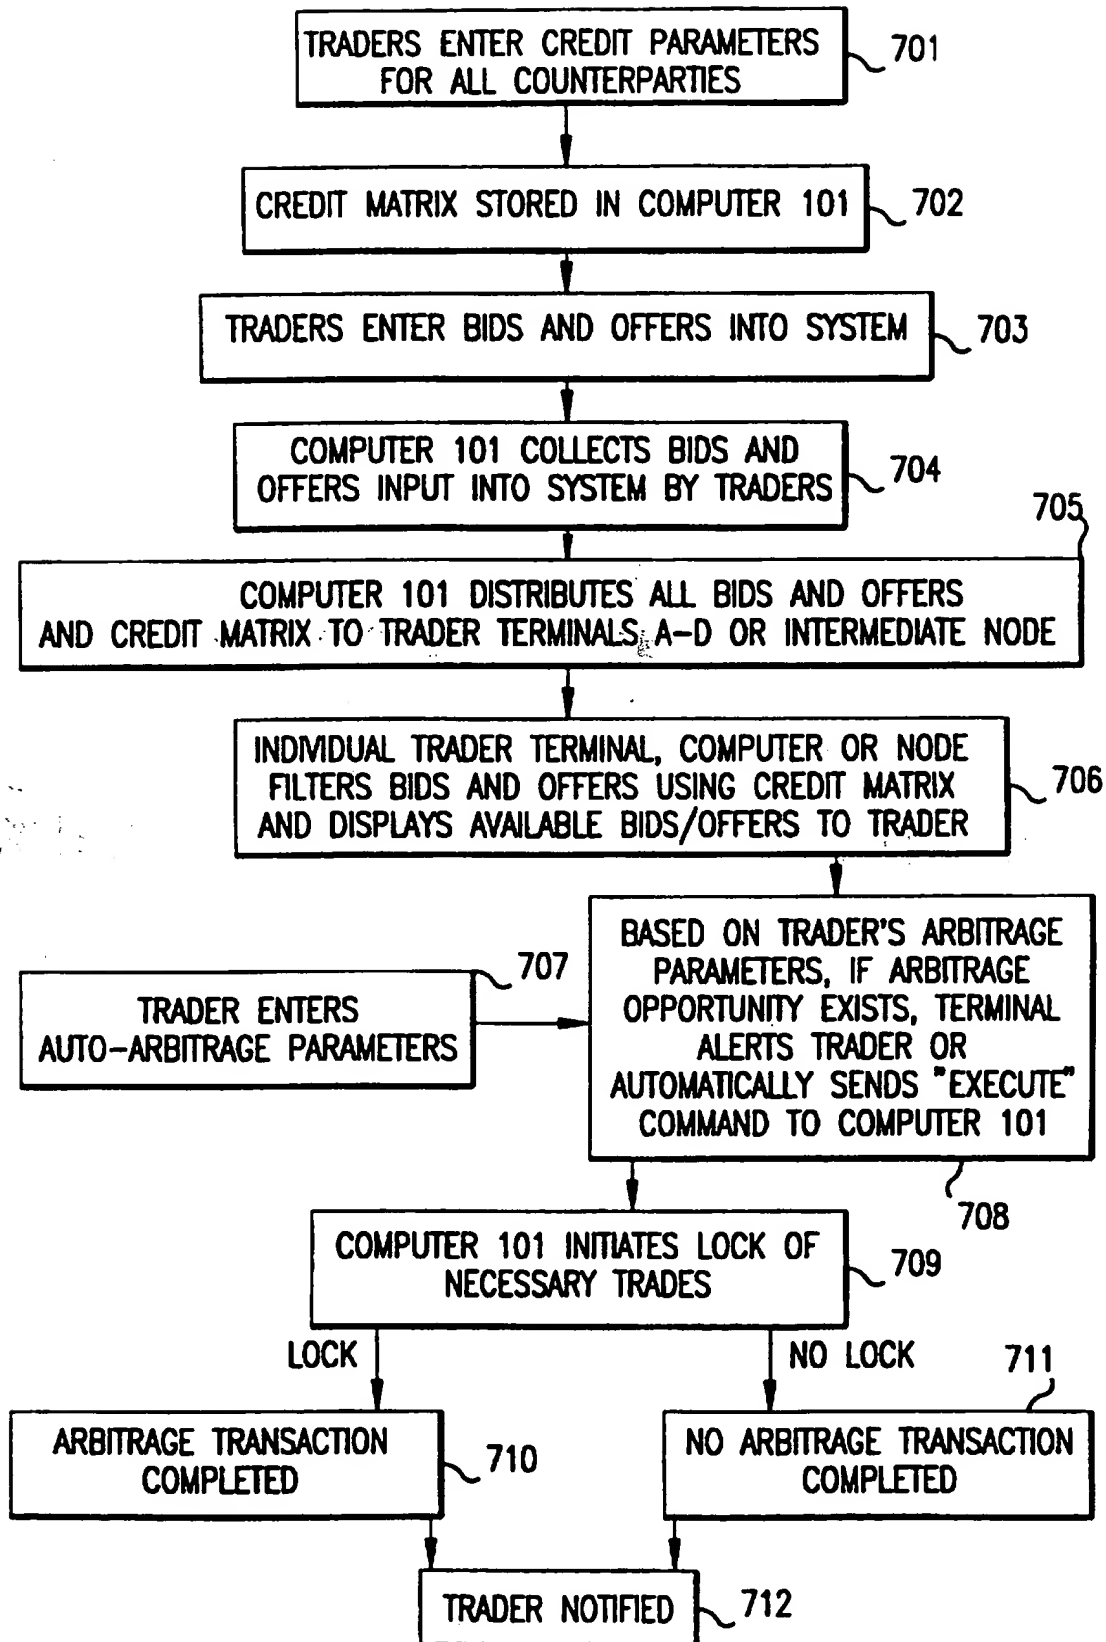 TRADERS ENTER CREDIT PARAMETERS
FOR ALL COUNTERPARTIES
701
CREDIT MATRIX STORED IN COMPUTER 101
702
TRADERS ENTER BIDS AND OFFERS INTO SYSTEM
703
COMPUTER 101 COLLECTS BIDS AND
OFFERS INPUT INTO SYSTEM BY TRADERS
704
705
COMPUTER 101 DISTRIBUTES ALL BIDS AND OFFERS
AND CREDIT MATRIX TO TRADER TERMINALS A-D OR INTERMEDIATE NODE
INDIVIDUAL TRADER TERMINAL, COMPUTER OR NODE
FILTERS BIDS AND OFFERS USING CREDIT MATRIX
AND DISPLAYS AVAILABLE BIDS/OFFERS TO TRADER
706
707
TRADER ENTERS
AUTO-ARBITRAGE PARAMETERS
BASED ON TRADER'S ARBITRAGE
PARAMETERS, IF ARBITRAGE
OPPORTUNITY EXISTS, TERMINAL
ALERTS TRADER OR
AUTOMATICALLY SENDS "EXECUTE"
COMMAND TO COMPUTER 101
708
COMPUTER 101 INITIATES LOCK OF
NECESSARY TRADES
709
LOCK
NO LOCK
711
ARBITRAGE TRANSACTION
COMPLETED
710
NO ARBITRAGE TRANSACTION
COMPLETED
TRADER NOTIFIED
712